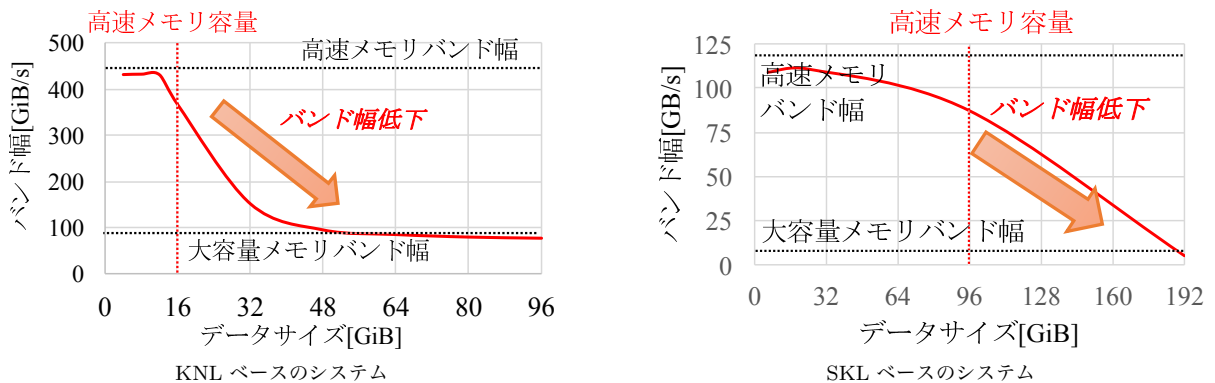 高速メモリ容量
500
400
300
200
100
0
バンド幅[GiB/s]
高速メモリバンド幅
バンド幅低下
大容量メモリバンド幅
0 16 32 48 64 80 96
データサイズ[GiB]
KNL ベースのシステム
高速メモリ容量
125
100
75
50
25
0
バンド幅[GB/s]
高速メモリ
バンド幅
バンド幅低下
大容量メモリバンド幅
0 32 64 96 128 160 192
データサイズ[GiB]
SKL ベースのシステム